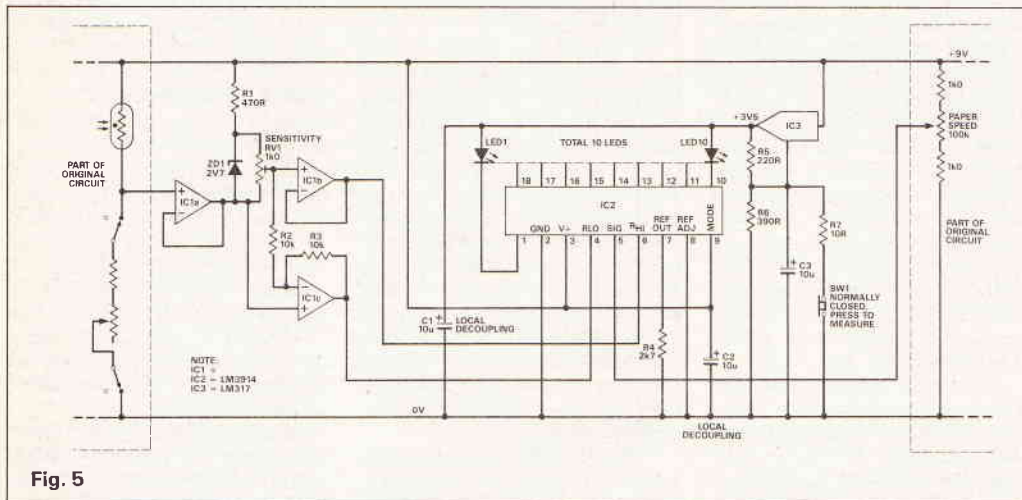 +9V
R1
470R
SENSITIVITY
RV1
1k0
ZD1
2V7
PART OF
ORIGINAL
CIRCUIT
IC1a
IC1b
R2
10k
R3
10k
IC1c
NOTE:
IC1 =
IC2 = LM3914
IC3 = LM317
LED1
TOTAL 10 LEDS
LED10
+3V5
IC3
18 17 16 15 14 13 12 11 10
IC2
GND V+ RLO SIG RHI REF OUT REF ADJ MODE
1 2 3 4 5 6 7 8 9
R5
220R
R6
390R
R7
10R
C3
10u
SW1
NORMALLY
CLOSED,
PRESS TO
MEASURE
C1
10u
LOCAL
DECOUPLING
R4
2k7
C2
10u
0V
LOCAL
DECOUPLING
1k0
PAPER
SPEED
100k
1k0
PART OF
ORIGINAL
CIRCUIT
Fig. 5